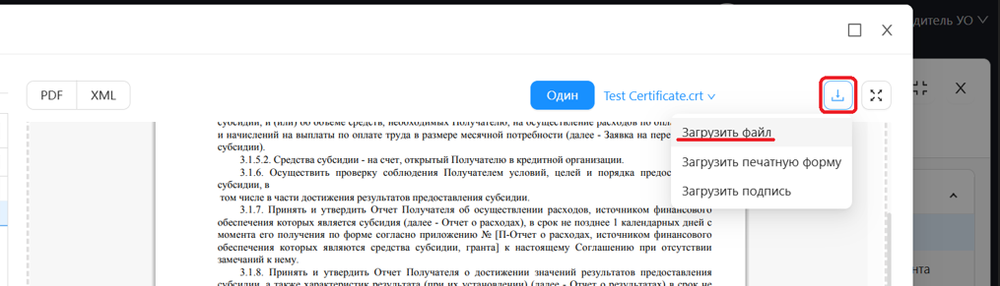 дитель УО
PDF XML Один Test Certificate.crt
Загрузить файл
Загрузить печатную форму
Загрузить подпись
субсидии, и (или) об объеме средств, необходимых Получателю, на осуществление расходов по опл
и начислений на выплаты по оплате труда в размере месячной потребности (далее - Заявка на пере
субсидии).
3.1.5.2. Средства субсидии - на счет, открытый Получателю в кредитной организации.
3.1.6. Осуществить проверку соблюдения Получателем условий, целей и порядка предос
субсидии, в
том числе в части достижения результатов предоставления субсидии.
3.1.7. Принять и утвердить Отчет Получателя об осуществлении расходов, источником финансового
обеспечения которых является субсидия (далее - Отчет о расходах), в срок не позднее 1 календарных дней с
момента его получения по форме согласно приложению № [П-Отчет о расходах, источником финансового
обеспечения которых являются средства субсидии, гранта] к настоящему Соглашению при отсутствии
замечаний к нему.
3.1.8. Принять и утвердить Отчет Получателя о достижении значений результатов предоставления
субсидии, а также характеристик результата (при их установлении) (далее - Отчет о результатах) в срок не
нта